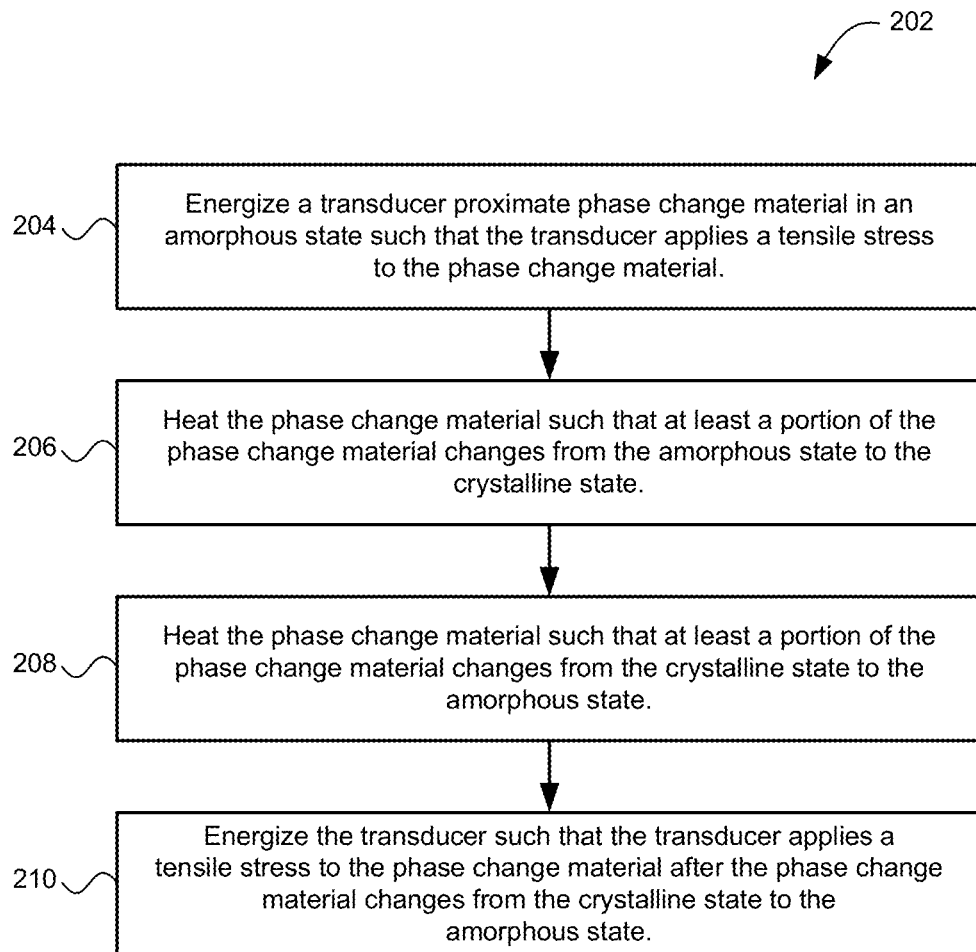 202
204
Energize a transducer proximate phase change material in an
amorphous state such that the transducer applies a tensile stress
to the phase change material.
206
Heat the phase change material such that at least a portion of the
phase change material changes from the amorphous state to the
crystalline state.
208
Heat the phase change material such that at least a portion of the
phase change material changes from the crystalline state to the
amorphous state.
210
Energize the transducer such that the transducer applies a
tensile stress to the phase change material after the phase change
material changes from the crystalline state to the
amorphous state.